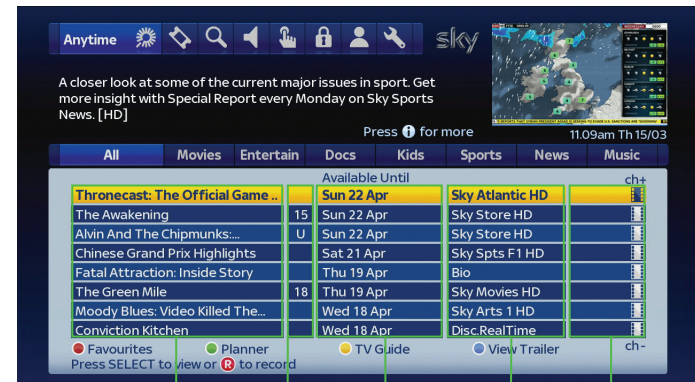 Anytime
sky
A closer look at some of the current major issues in sport. Get
more insight with Special Report every Monday on Sky Sports
News. [HD]
Press i for more
11.09am Th 15/03
All Movies Entertain Docs Kids Sports News Music
Available Until ch+
Thronecast: The Official Game .. Sun 22 Apr Sky Atlantic HD
The Awakening 15 Sun 22 Apr Sky Store HD
Alvin And The Chipmunks:... U Sun 22 Apr Sky Store HD
Chinese Grand Prix Highlights Sat 21 Apr Sky Spts F1 HD
Fatal Attraction: Inside Story Thu 19 Apr Bio
The Green Mile 18 Thu 19 Apr Sky Movies HD
Moody Blues: Video Killed The... Wed 18 Apr Sky Arts 1 HD
Conviction Kitchen Wed 18 Apr Disc.RealTime
Favourites Planner TV Guide View Trailer ch-
Press SELECT to view or R to record